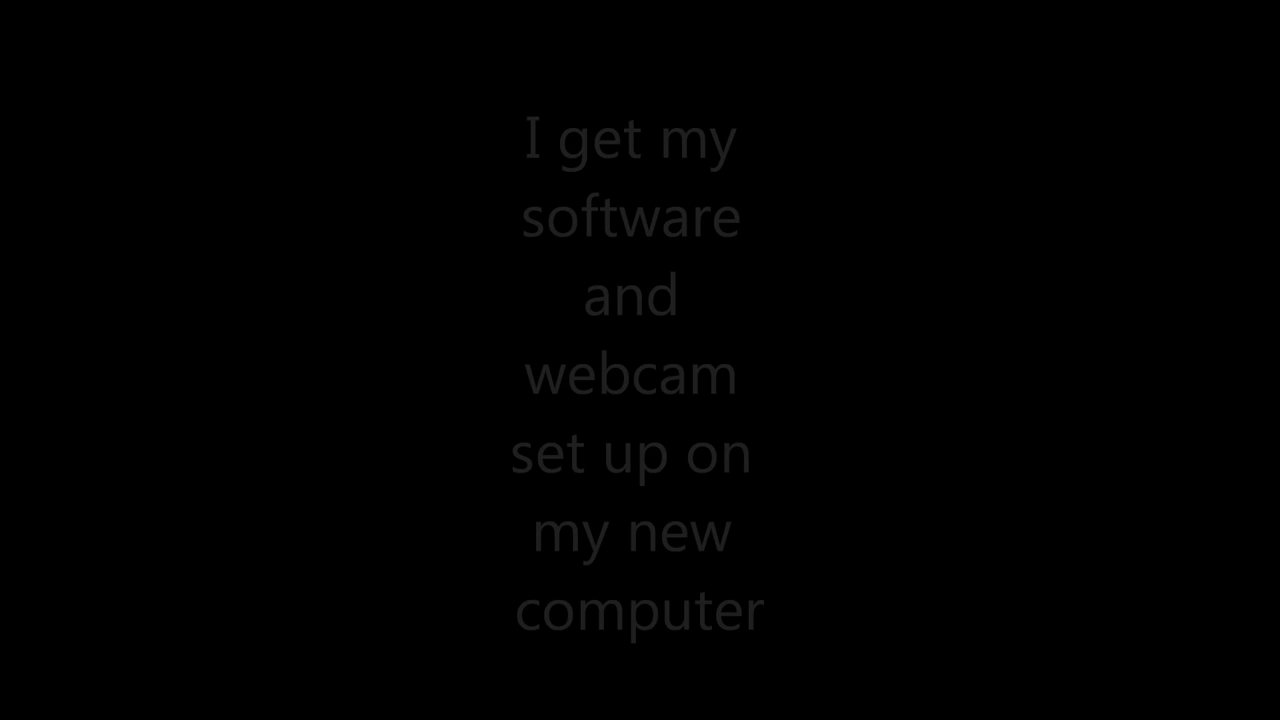 I get my
software
and
webcam
set up on
my new
computer